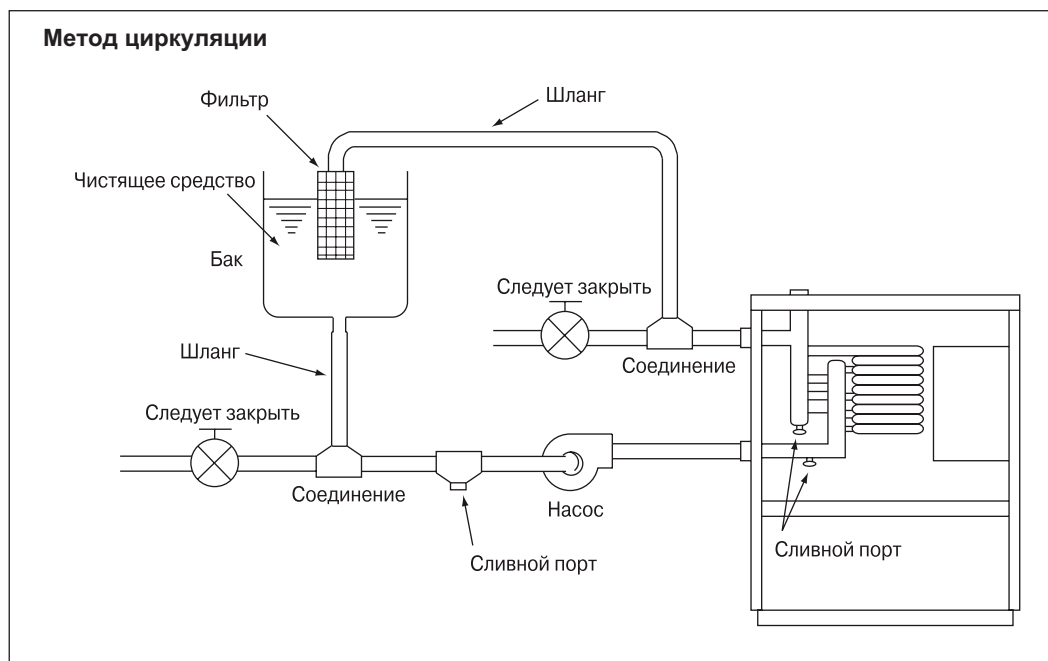 Метод циркуляции
Фильтр
Шланг
Чистящее средство
Бак
Следует закрыть
Соединение
Шланг
Следует закрыть
Соединение
Насос
Сливной порт
Сливной порт